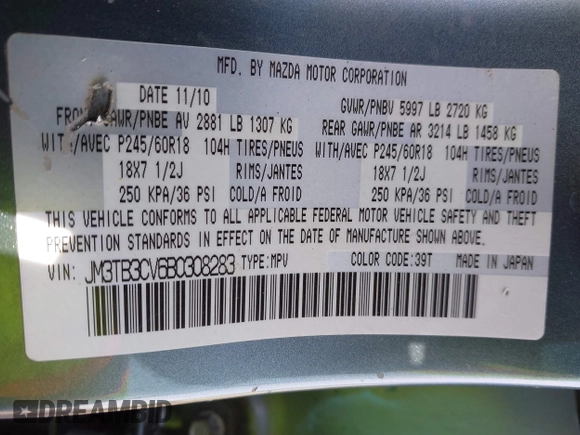 MFD. BY MAZDA MOTOR CORPORATION
DATE 11/10 GVWR/PNBV 5997 LB 2720 KG
FRONT GAWR/PNBE AV 2881 LB 1307 KG REAR GAWR/PNBE AR 3214 LB 1458 KG
WITH/AVEC P245/60R18 104H TIRES/PNEUS WITH/AVEC P245/60R18 104H TIRES/PNEUS
18X7 1/2J RIMS/JANTES 18X7 1/2J RIMS/JANTES
250 KPA/36 PSI COLD/A FROID 250 KPA/36 PSI COLD/A FROID
THIS VEHICLE CONFORMS TO ALL APPLICABLE FEDERAL MOTOR VEHICLE SAFETY AND THEFT
PREVENTION STANDARDS IN EFFECT ON THE DATE OF MANUFACTURE SHOWN ABOVE.
VIN: JM3TB3CV6B0308283 TYPE:MPV COLOR CODE:39T MADE IN JAPAN
DREAMBID